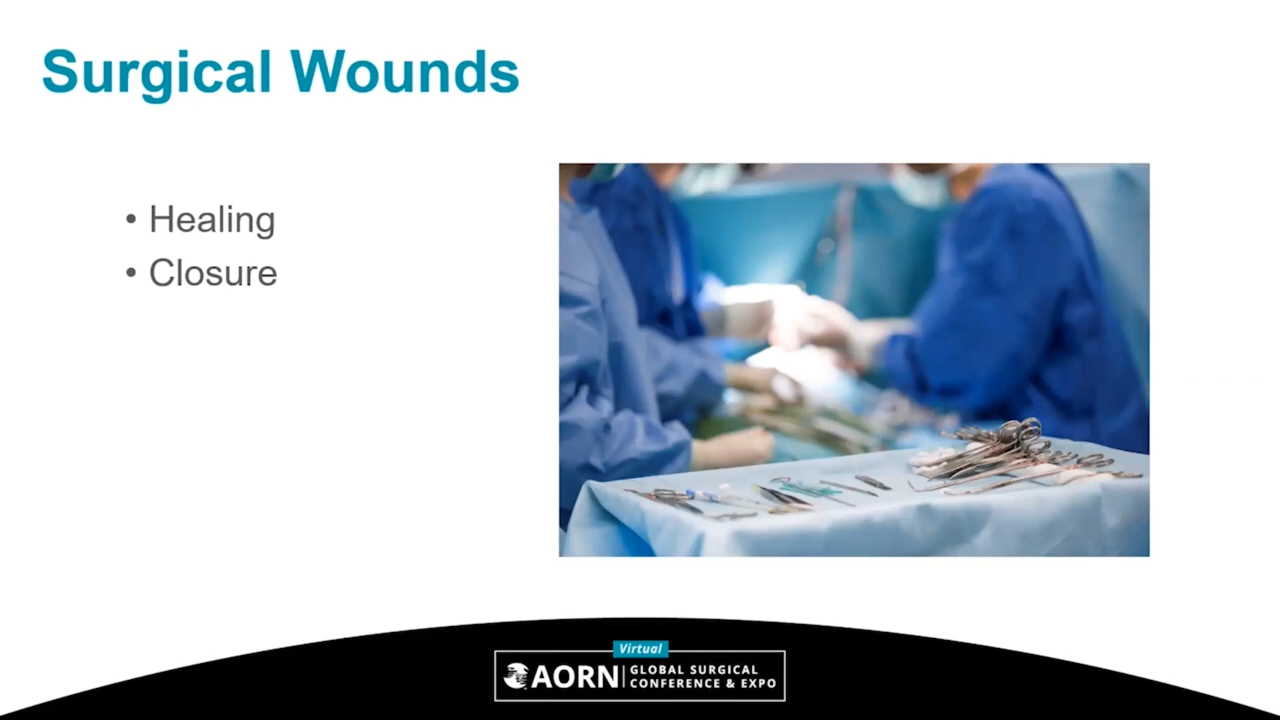 Surgical Wounds
• Healing
• Closure
Virtual
AORN
GLOBAL SURGICAL
CONFERENCE & EXPO